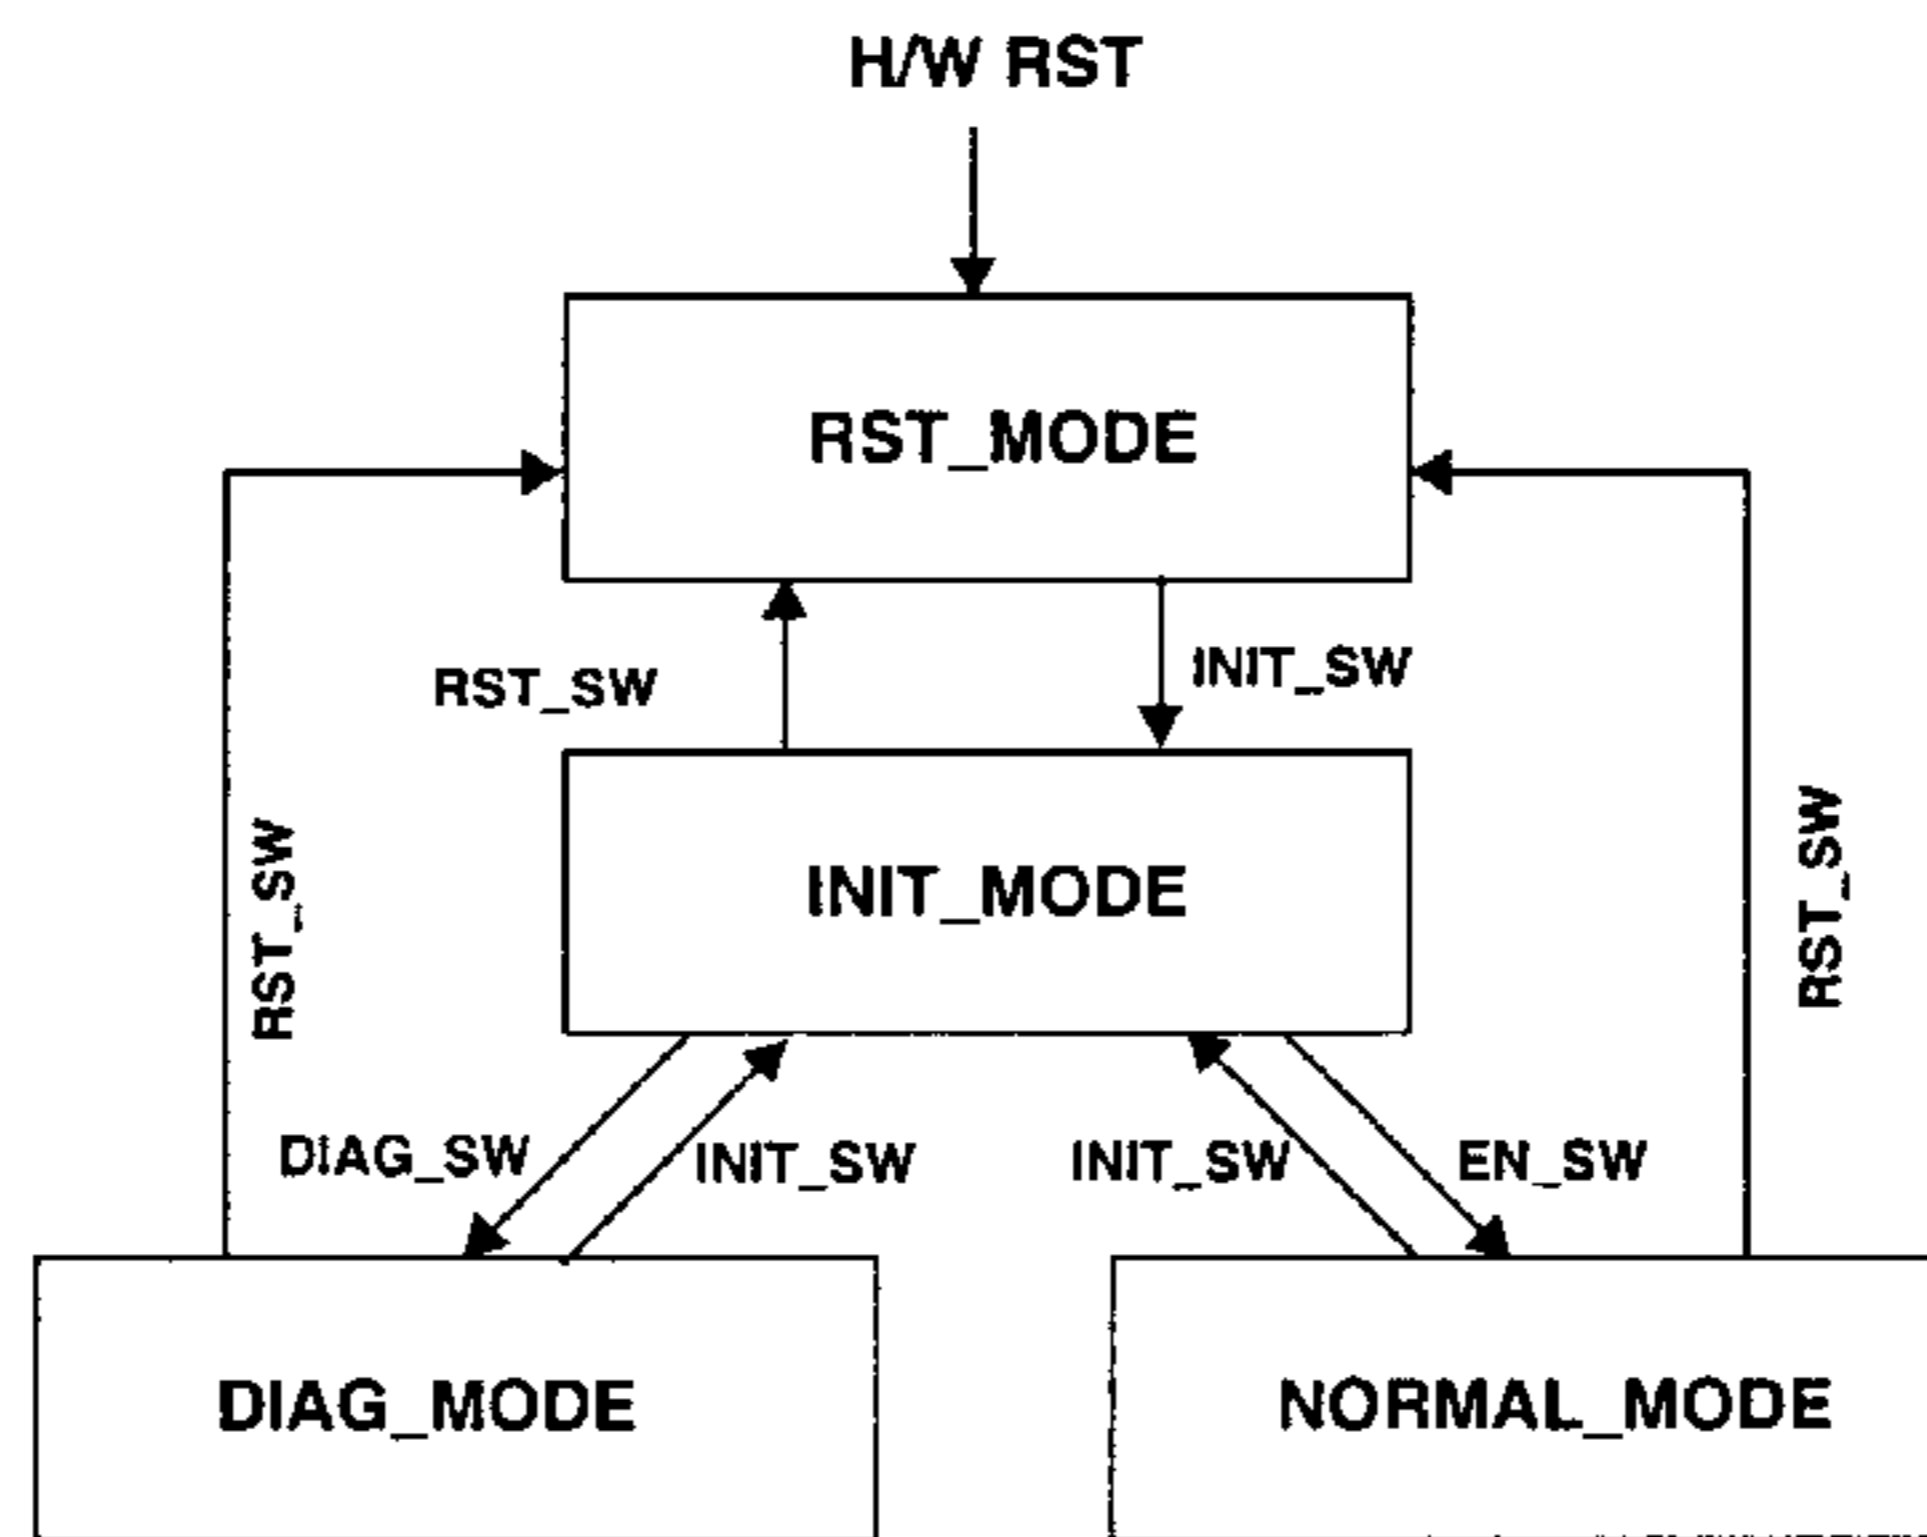 H/W RST
RST_MODE
RST_SW
INIT_SW
RST_SW
INIT_MODE
RST_SW
DIAG_SW
INIT_SW
INIT_SW
EN_SW
DIAG_MODE
NORMAL_MODE